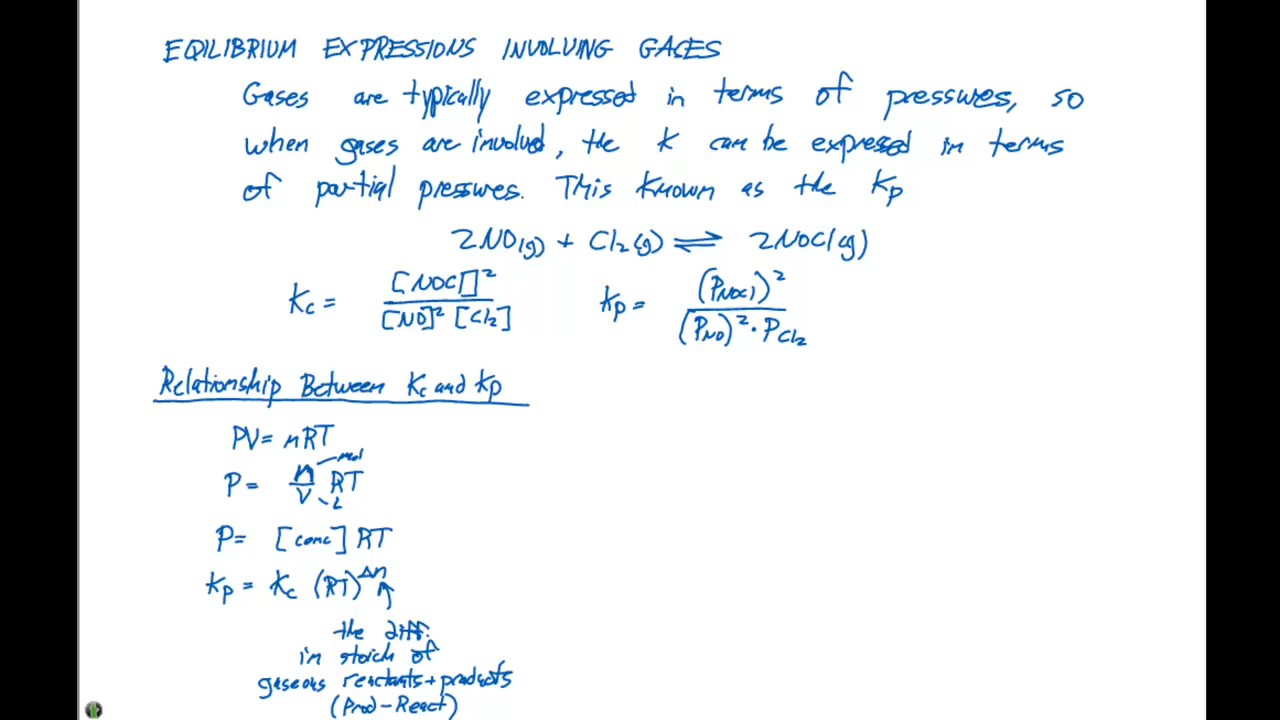 EQILIBRIUM EXPRESSIONS INVOLVING GASES
Gases are typically expressed in terms of pressures, so
when gases are involved, the K can be expressed in terms
of partial pressures. This known as the Kp
2NO(g) + Cl₂(g) ⇌ 2NOCl(g)
Kc = [NOCl]² / [NO]² [Cl₂]    Kp = (PNOCl)² / (PNO)² · PCl₂
Relationship Between Kc and Kp
PV = nRT
P = n/V RT mol L
P = [conc] RT
Kp = Kc (RT)^Δn
the diff.
in stoich of
gaseous reactants + products
(Prod - React)